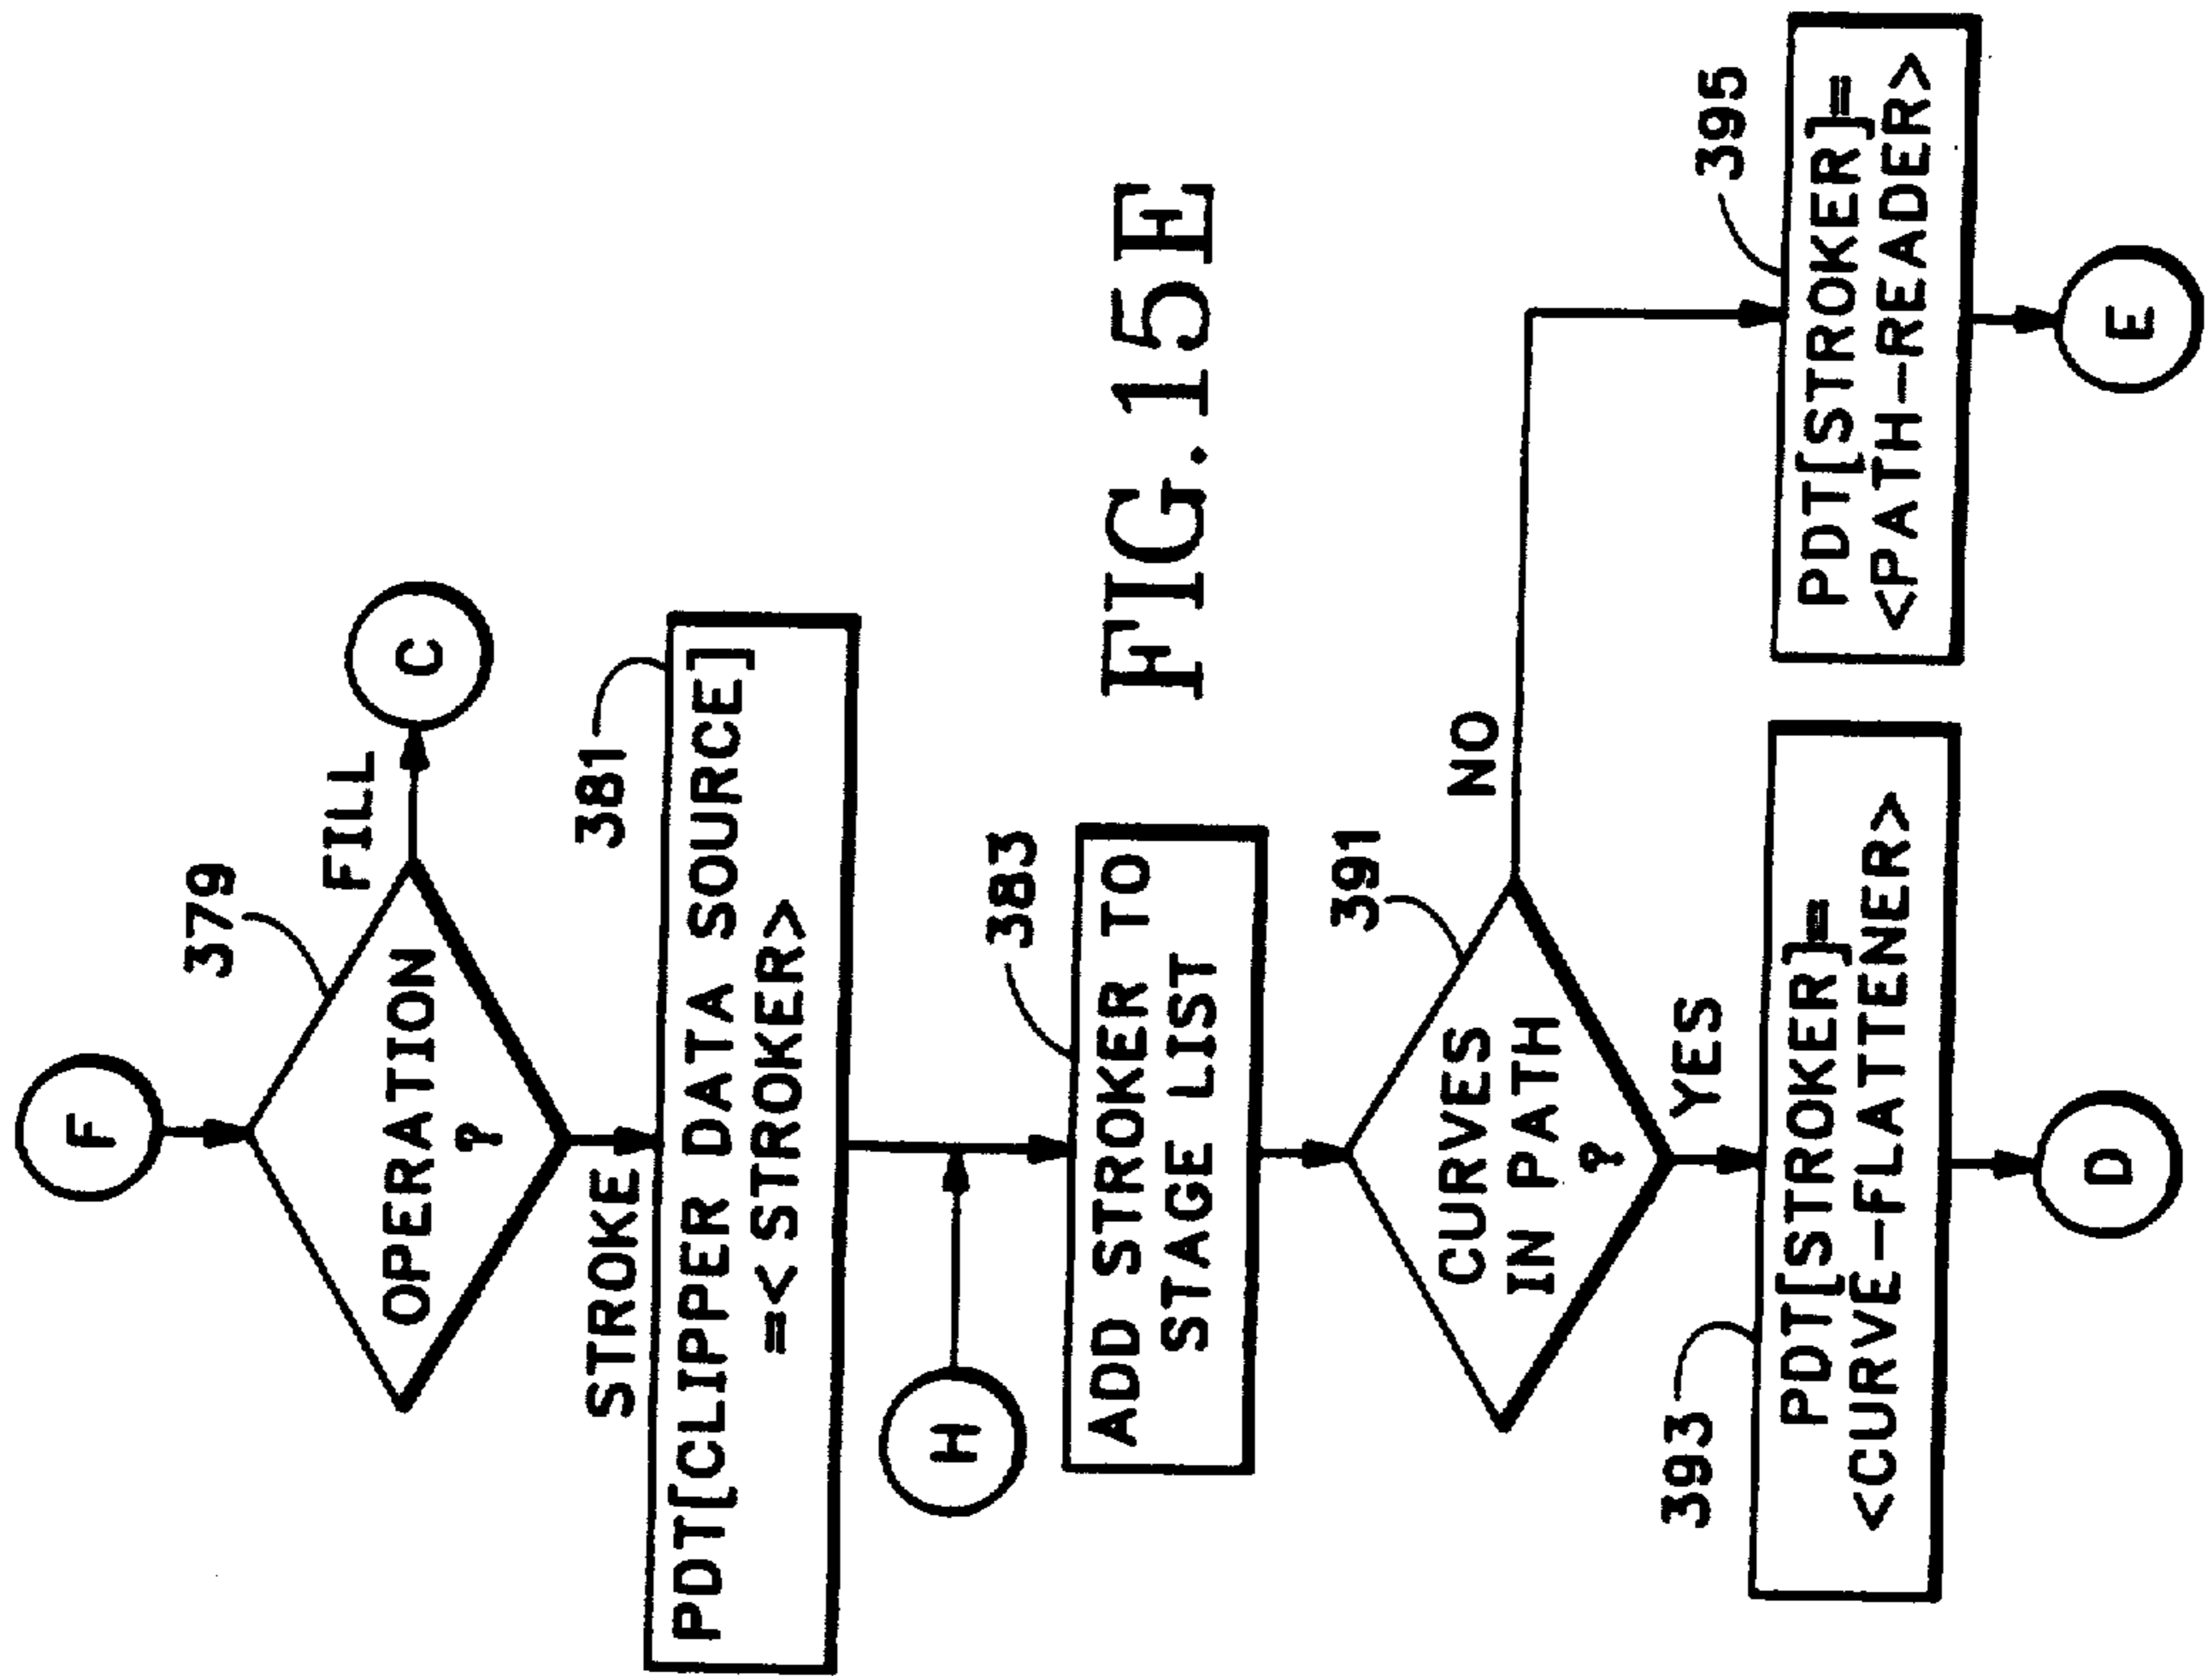 F
379
OPERATION
?
FILL
C
STROKE
381
PDT[CLIPPER DATA SOURCE]
=<STROKER>
H
383
ADD STROKER TO
STAGE LIST
FIG.15E
391
CURVES
IN PATH
?
NO
YES
393
PDT[STROKER]=
<CURVE-FLATTENER>
D
395
PDT[STROKER]=
<PATH-READER>
E